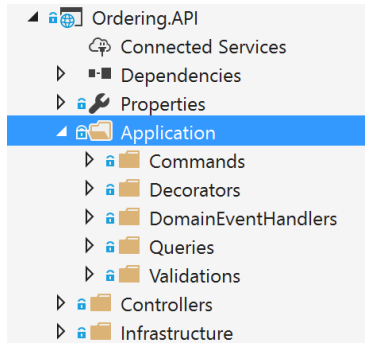 Ordering.API
Connected Services
Dependencies
Properties
Application
Commands
Decorators
DomainEventHandlers
Queries
Validations
Controllers
Infrastructure